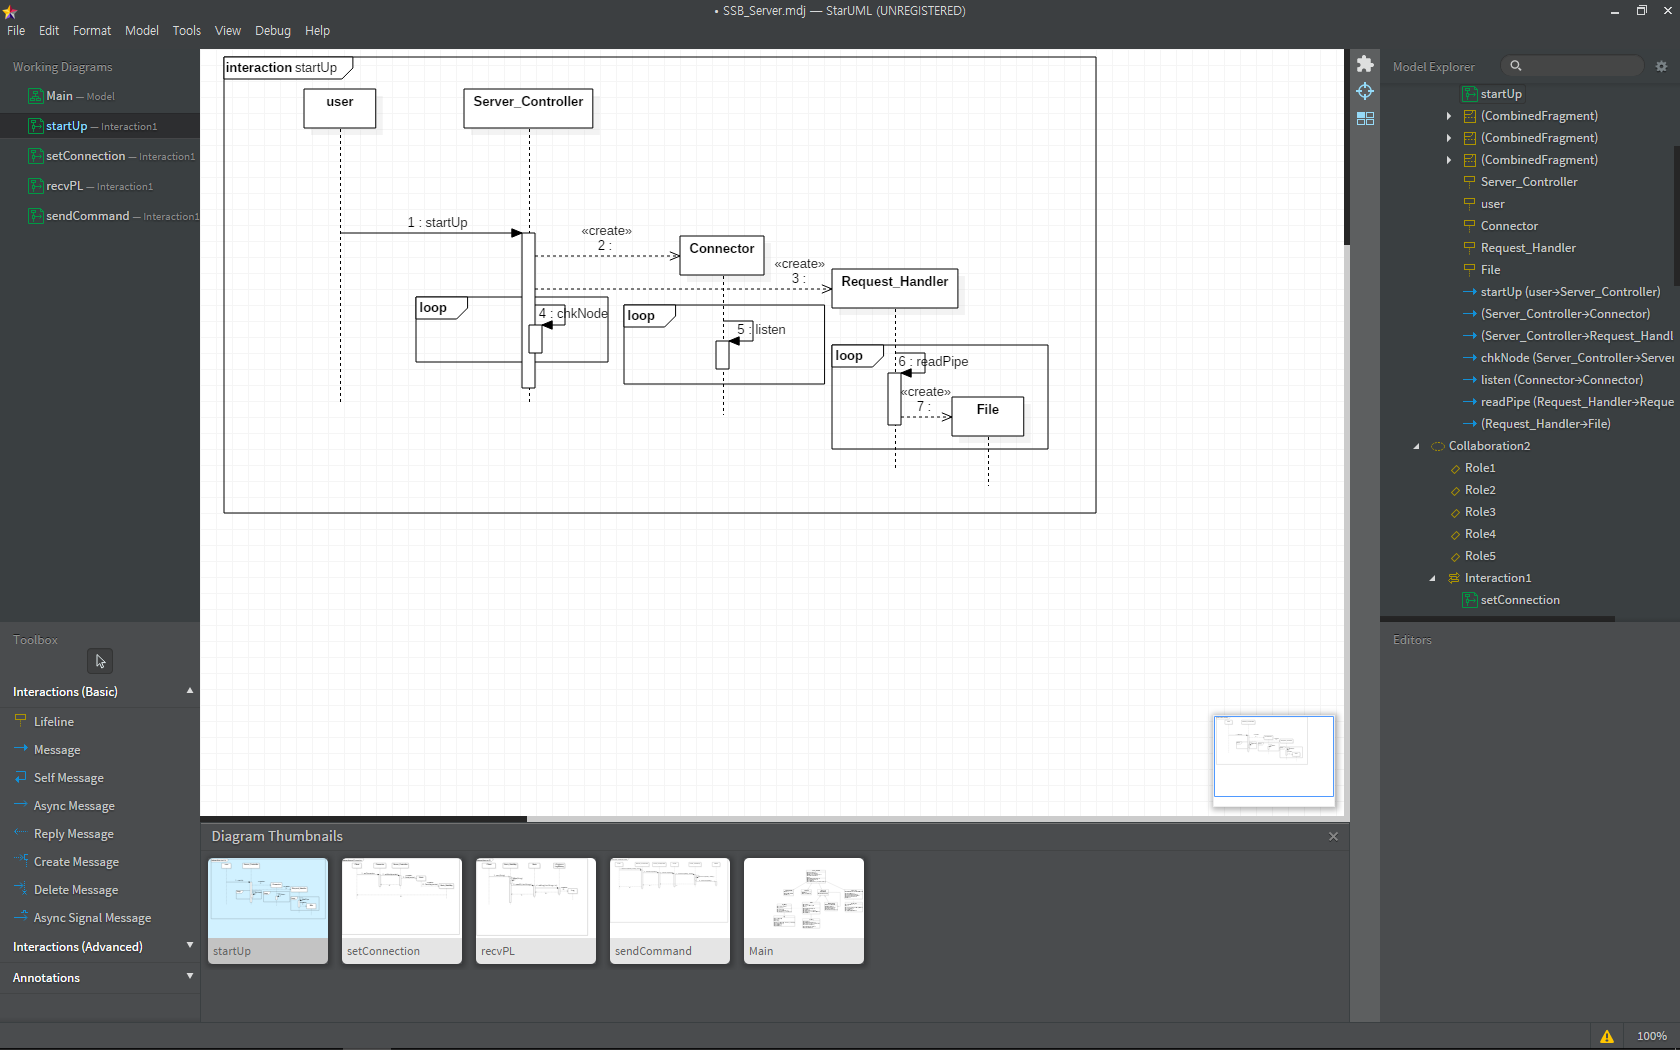 • SSB_Server.mdj — StarUML (UNREGISTERED)
File Edit Format Model Tools View Debug Help
Working Diagrams
Main — Model
startUp — Interaction1
setConnection — Interaction1
recvPL — Interaction1
sendCommand — Interaction1
Toolbox
Interactions (Basic)
Lifeline
Message
Self Message
Async Message
Reply Message
Create Message
Delete Message
Async Signal Message
Interactions (Advanced)
Annotations
interaction startUp
user
Server_Controller
1 : startUp
«create»
2 :
Connector
«create»
3 :
Request_Handler
loop
4 : chkNode
loop
5 : listen
loop
6 : readPipe
«create»
7 :
File
Diagram Thumbnails
startUp
setConnection
recvPL
sendCommand
Main
Model Explorer
startUp
(CombinedFragment)
(CombinedFragment)
(CombinedFragment)
Server_Controller
user
Connector
Request_Handler
File
startUp (user→Server_Controller)
(Server_Controller→Connector)
(Server_Controller→Request_Handl
chkNode (Server_Controller→Server
listen (Connector→Connector)
readPipe (Request_Handler→Reque
(Request_Handler→File)
Collaboration2
Role1
Role2
Role3
Role4
Role5
Interaction1
setConnection
Editors
100%